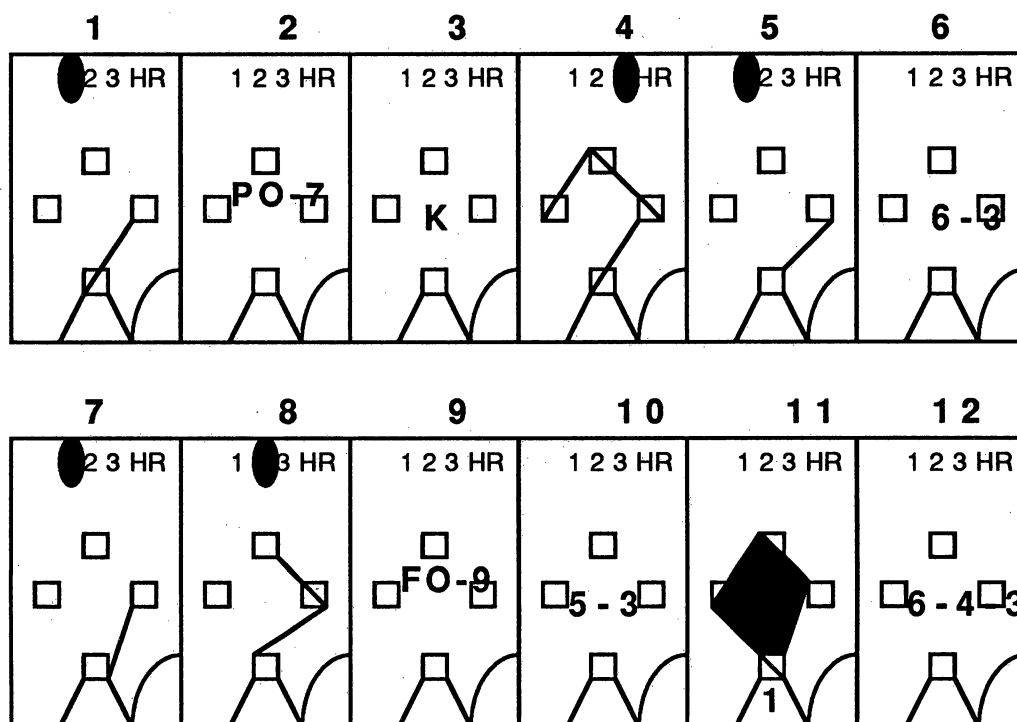 1 2 3 4 5 6
2 3 HR 1 2 3 HR 1 2 3 HR 1 2 HR 2 3 HR 1 2 3 HR
PO-7 K 6-3
7 8 9 10 11 12
2 3 HR 1 3 HR 1 2 3 HR 1 2 3 HR 1 2 3 HR 1 2 3 HR
FO-9 5-3 6-4-3
1